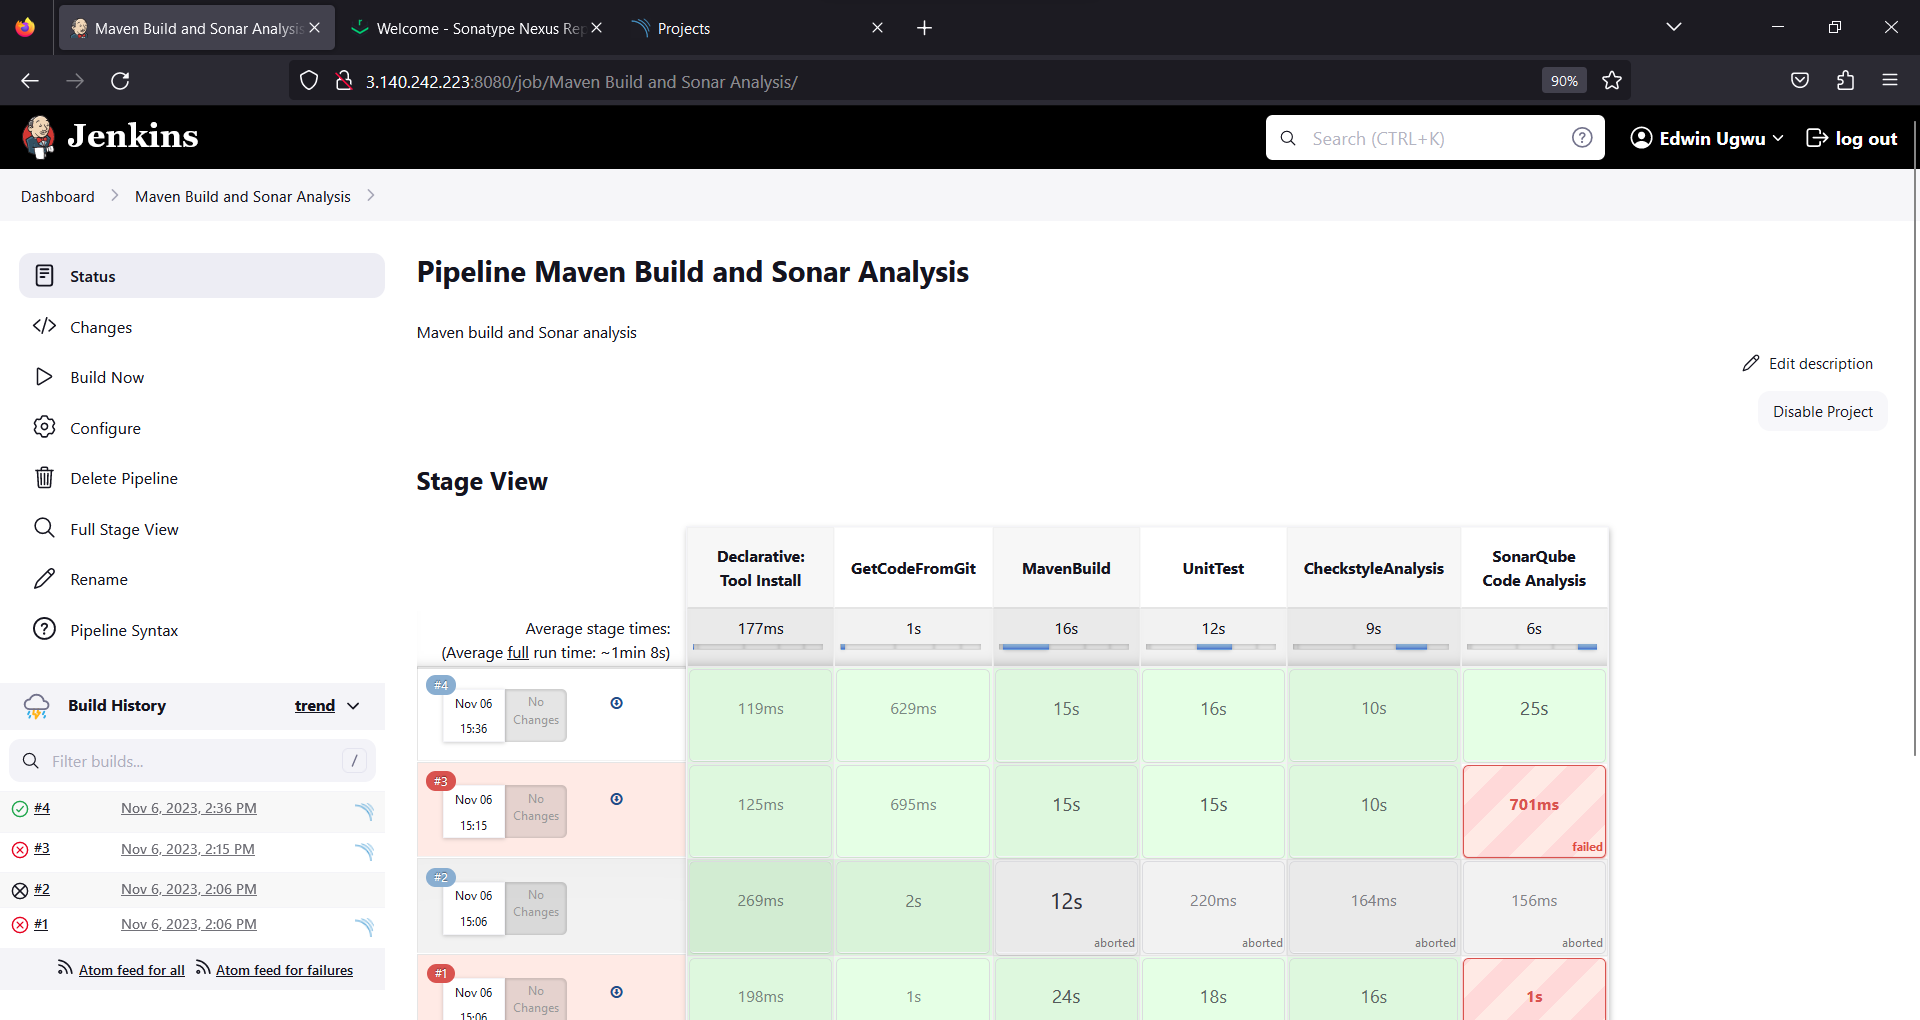 Maven Build and Sonar Analysis
Welcome - Sonatype Nexus Rep
Projects
3.140.242.223:8080/job/Maven Build and Sonar Analysis/
90%
Jenkins
Search (CTRL+K)
?
Edwin Ugwu
log out
Dashboard
Maven Build and Sonar Analysis
Status
Changes
Build Now
Configure
Delete Pipeline
Full Stage View
Rename
Pipeline Syntax
Build History
trend
Filter builds...
/
#4 Nov 6, 2023, 2:36 PM
#3 Nov 6, 2023, 2:15 PM
#2 Nov 6, 2023, 2:06 PM
#1 Nov 6, 2023, 2:06 PM
Atom feed for all Atom feed for failures
Pipeline Maven Build and Sonar Analysis
Maven build and Sonar analysis
Edit description
Disable Project
Stage View
Declarative:
Tool Install
GetCodeFromGit
MavenBuild
UnitTest
CheckstyleAnalysis
SonarQube
Code Analysis
Average stage times:
(Average full run time: ~1min 8s)
177ms
1s
16s
12s
9s
6s
#4
Nov 06
15:36
No
Changes
119ms
629ms
15s
16s
10s
25s
#3
Nov 06
15:15
No
Changes
125ms
695ms
15s
15s
10s
701ms
failed
#2
Nov 06
15:06
No
Changes
269ms
2s
12s
aborted
220ms
aborted
164ms
aborted
156ms
aborted
#1
Nov 06
15:06
No
Changes
198ms
1s
24s
18s
16s
1s